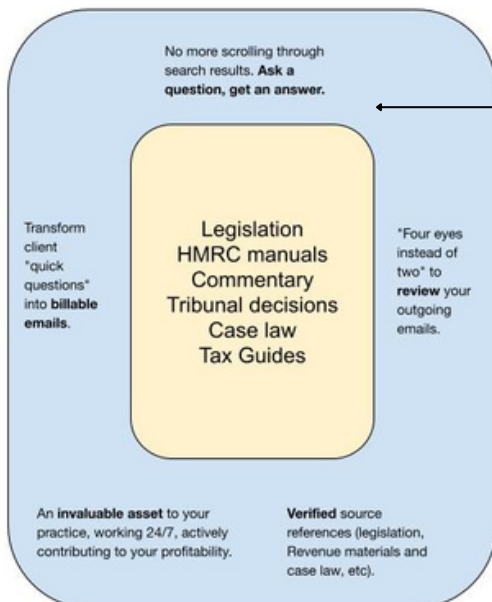 No more scrolling through
search results. Ask a
question, get an answer.
Transform
client
"quick
questions"
into billable
emails.
Legislation
HMRC manuals
Commentary
Tribunal decisions
Case law
Tax Guides
"Four eyes
instead of
two" to
review your
outgoing
emails.
An invaluable asset to your
practice, working 24/7, actively
contributing to your profitability.
Verified source
references (legislation,
Revenue materials and
case law, etc).